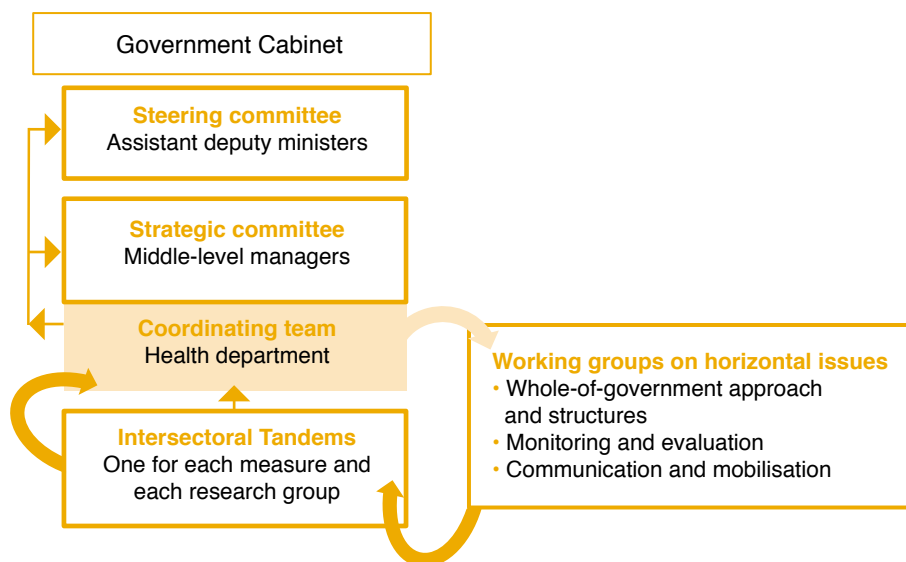 Government Cabinet
Steering committee
Assistant deputy ministers
Strategic committee
Middle-level managers
Coordinating team
Health department
Intersectoral Tandems
One for each measure and
each research group
Working groups on horizontal issues
• Whole-of-government approach
and structures
• Monitoring and evaluation
• Communication and mobilisation